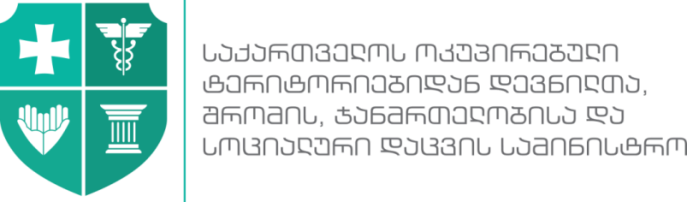 საქართველოს ოკუპირებული
ტერიტორიებიდან დევნილთა,
შრომის, ჯანმრთელობისა და
სოციალური დაცვის სამინისტრო